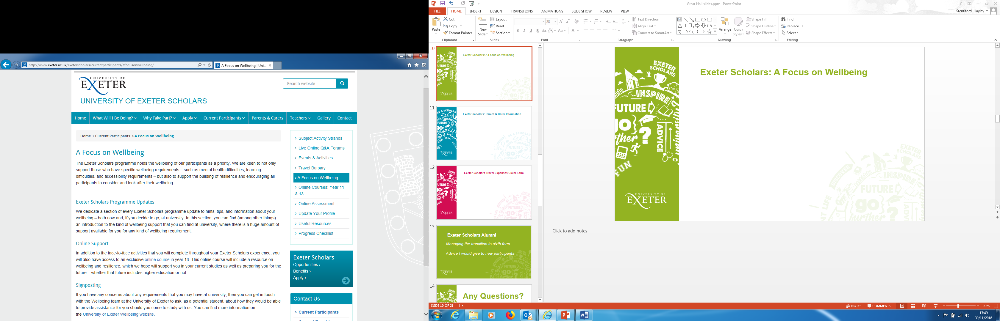 http://www.exeter.ac.uk/exeterscholars/currentparticipants/afocusonwellbeing/
A Focus on Wellbeing | Uni...
UNIVERSITY OF
EXETER
Search website
UNIVERSITY OF EXETER SCHOLARS
Home
What Will I Be Doing?
Why Take Part?
Apply
Current Participants
Parents & Carers
Teachers
Gallery
Contact
Home > Current Participants > A Focus on Wellbeing
A Focus on Wellbeing
The Exeter Scholars programme holds the wellbeing of our participants as a priority. We are keen to not only
support those who have specific wellbeing requirements – such as mental health difficulties, learning
difficulties, and accessibility requirements – but also to support the building of resilience and encouraging all
participants to consider and look after their wellbeing.
Exeter Scholars Programme Updates
We dedicate a section of every Exeter Scholars programme update to hints, tips, and information about your
wellbeing – both now and, if you decide to go, at university. In this section, you can find (among other things)
an introduction to the kind of wellbeing support that you can find at university, where there is a huge amount of
support available for you for any kind of wellbeing requirement.
Online Support
In addition to the face-to-face activities that you will complete throughout your Exeter Scholars experience, you
will also have access to an exclusive online course in year 13. This online course will include a resource on
wellbeing and resilience, which we hope will support you in your current studies as well as preparing you for the
future – whether that future includes higher education or not.
Signposting
If you have any concerns about any requirements that you may have at university, then you can get in touch
with the Wellbeing team at the University of Exeter to ask, as a potential student, about how they would be able
to provide assistance for you should you come to study with us. You can find more information on
the University of Exeter Wellbeing website.
> Subject Activity Strands
> Live Online Q&A Forums
> Events & Activities
> Travel Bursary
> A Focus on Wellbeing
> Online Courses: Year 11
& 13
> Online Assessment
> Update Your Profile
> Useful Resources
> Progress Checklist
Exeter Scholars
Opportunities ›
Benefits ›
Apply ›
Contact Us
> Current Participants
Great Hall slides.pptx - PowerPoint
Stentiford, Hayley
FILE
HOME
INSERT
DESIGN
TRANSITIONS
ANIMATIONS
SLIDE SHOW
REVIEW
VIEW
Paste
Cut
Copy
Format Painter
Clipboard
New
Slide
Layout
Reset
Section
Slides
28
Font
Text Direction
Align Text
Convert to SmartArt
Paragraph
Arrange
Quick
Styles
Shape Fill
Shape Outline
Shape Effects
Drawing
Find
Replace
Select
Editing
10
Exeter Scholars: A Focus on Wellbeing
11
Exeter Scholars: Parent & Carer Information
12
Exeter Scholars Travel Expenses Claim Form
13
Exeter Scholars Alumni
Managing the transition to sixth form
Advice I would give to new participants
14
Any Questions?
Exeter Scholars: A Focus on Wellbeing
EXETER
SCHOLARS
INSPIRE
FUTURE
go
further
?
ADVICE
FUN
UNIVERSITY OF
EXETER
EXETER
SCHOLARS
DISCOVER
FUTURE
go
further
ADVI
NT LIFE
- Click to add notes
SLIDE 10 OF 21
NOTES
COMMENTS
82%
17:49
30/11/2018